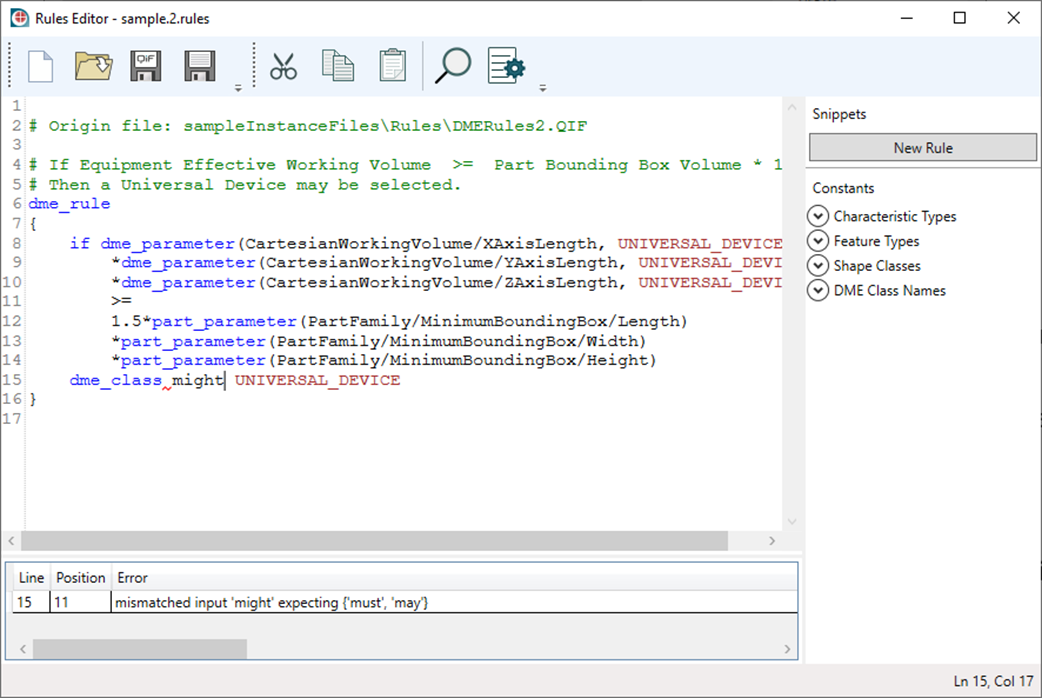 Rules Editor - sample.2.rules
QIF
1
2 # Origin file: sampleInstanceFiles\Rules\DMERules2.QIF
3
4 # If Equipment Effective Working Volume  >=  Part Bounding Box Volume * 1
5 # Then a Universal Device may be selected.
6 dme_rule
7 {
8     if dme_parameter(CartesianWorkingVolume/XAxisLength, UNIVERSAL_DEVICE
9         *dme_parameter(CartesianWorkingVolume/YAxisLength, UNIVERSAL_DEVI
10         *dme_parameter(CartesianWorkingVolume/ZAxisLength, UNIVERSAL_DEVI
11         >=
12         1.5*part_parameter(PartFamily/MinimumBoundingBox/Length)
13         *part_parameter(PartFamily/MinimumBoundingBox/Width)
14         *part_parameter(PartFamily/MinimumBoundingBox/Height)
15     dme_class might UNIVERSAL_DEVICE
16 }
17
Snippets
New Rule
Constants
Characteristic Types
Feature Types
Shape Classes
DME Class Names
Line Position Error
15 11 mismatched input 'might' expecting {'must', 'may'}
Ln 15, Col 17